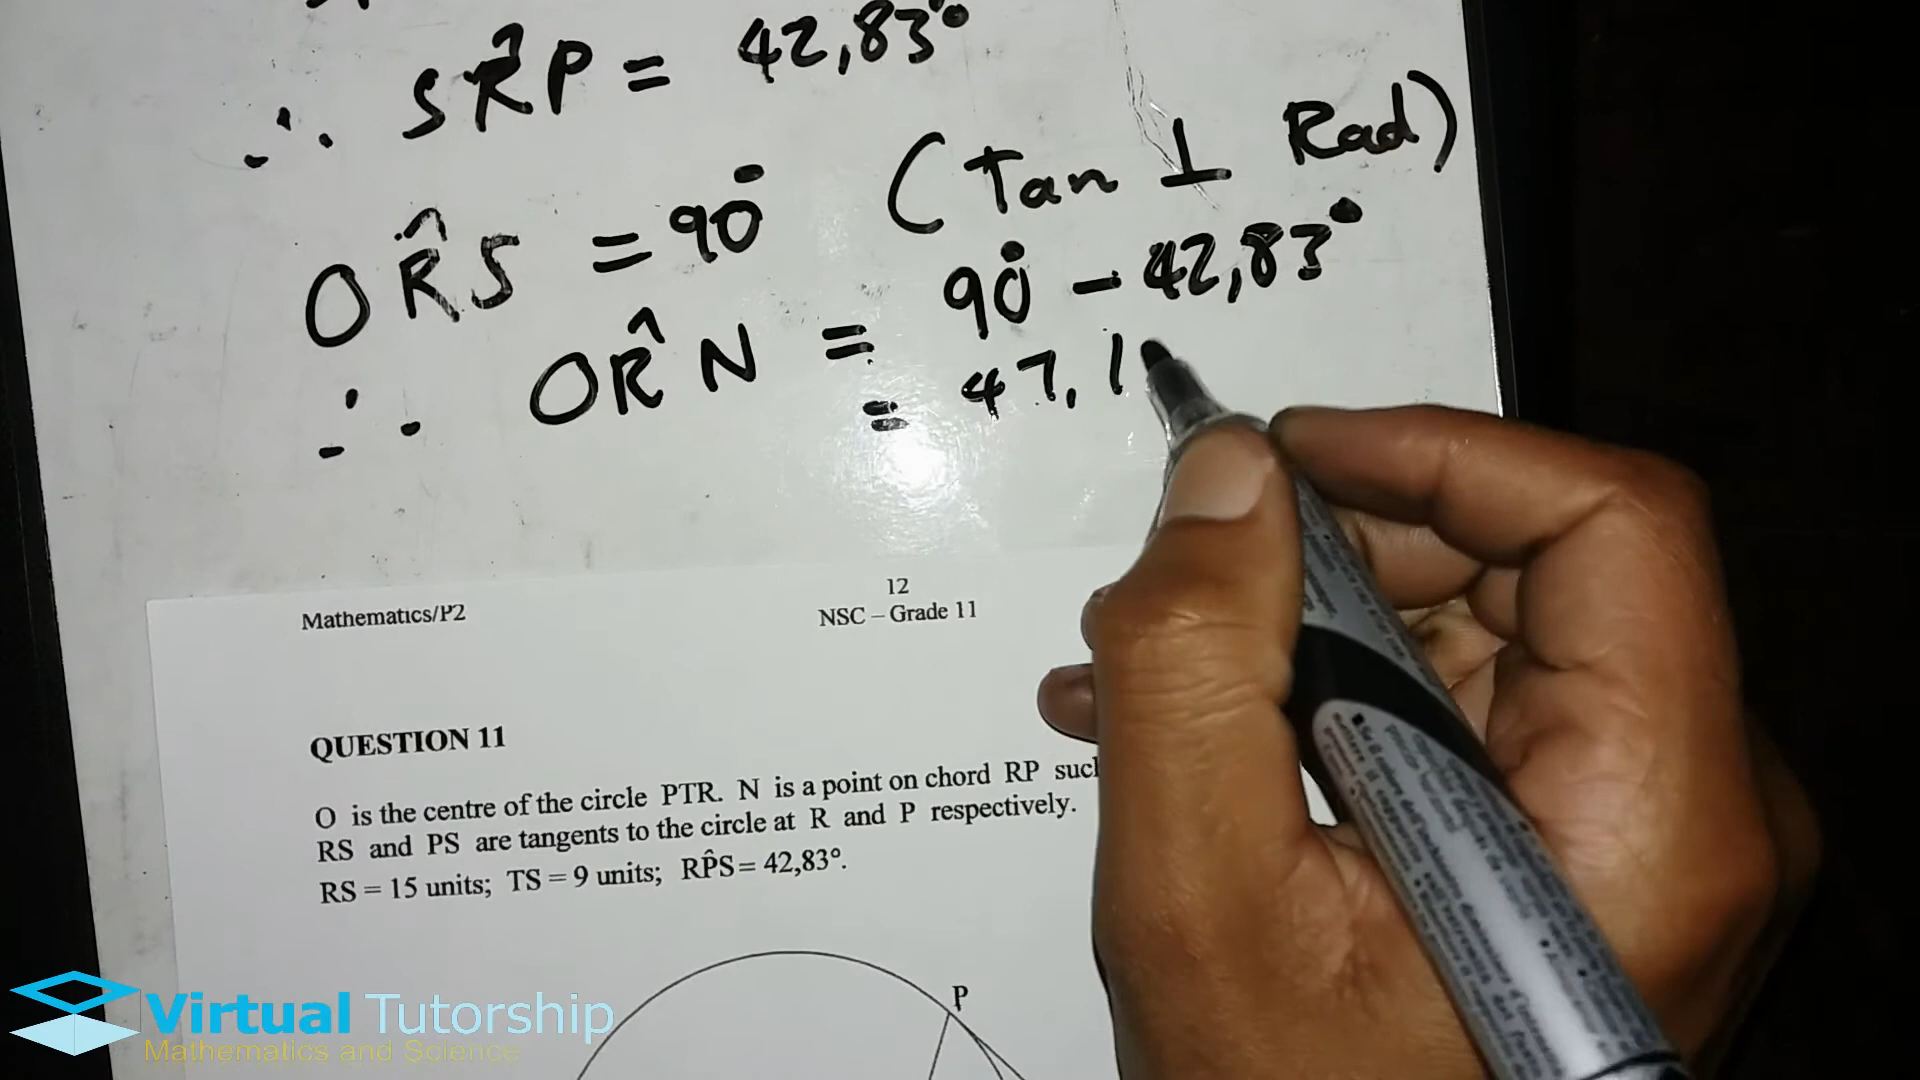 ∴ SR̂P = 42,83°
OR̂S = 90° (Tan ⊥ Rad)
∴ OR̂N = 90° - 42,83°
= 47,1
12
Mathematics/P2 NSC – Grade 11
QUESTION 11
O is the centre of the circle PTR. N is a point on chord RP
RS and PS are tangents to the circle at R and P respectively.
RS = 15 units; TS = 9 units; RP̂S = 42,83°.
P
Virtual Tutorship
Mathematics and Science